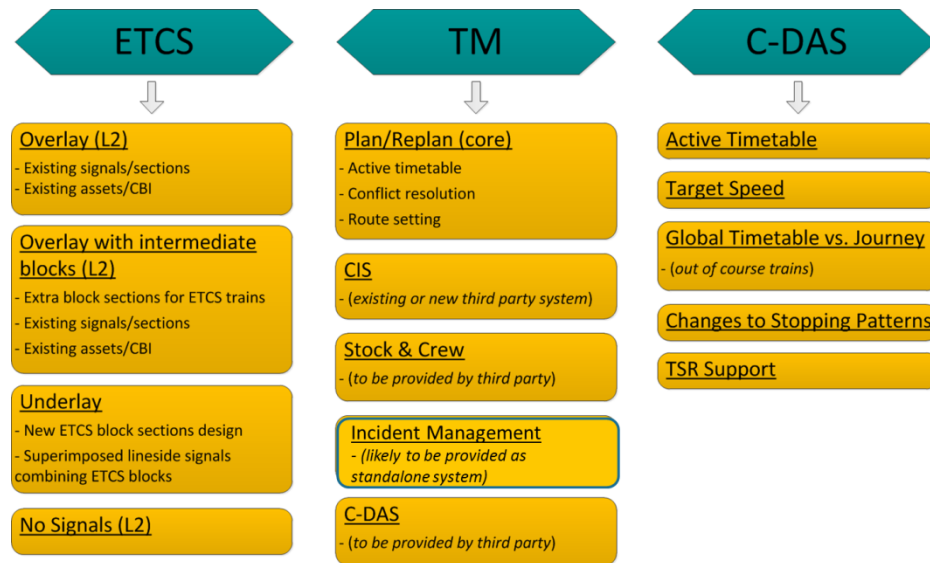 ETCS
Overlay (L2)
- Existing signals/sections
- Existing assets/CBI
Overlay with intermediate
blocks (L2)
- Extra block sections for ETCS trains
- Existing signals/sections
- Existing assets/CBI
Underlay
- New ETCS block sections design
- Superimposed lineside signals
combining ETCS blocks
No Signals (L2)
TM
Plan/Replan (core)
- Active timetable
- Conflict resolution
- Route setting
CIS
- (existing or new third party system)
Stock & Crew
- (to be provided by third party)
Incident Management
- (likely to be provided as
standalone system)
C-DAS
- (to be provided by third party)
C-DAS
Active Timetable
Target Speed
Global Timetable vs. Journey
- (out of course trains)
Changes to Stopping Patterns
TSR Support